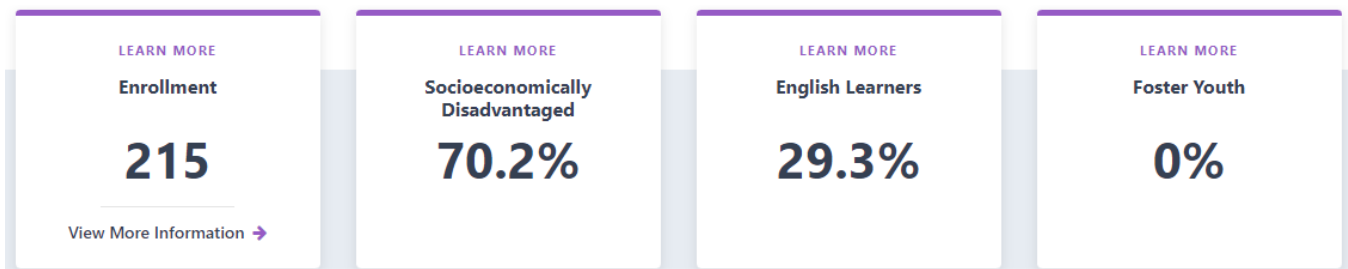 LEARN MORE
Enrollment
215
View More Information
LEARN MORE
Socioeconomically
Disadvantaged
70.2%
LEARN MORE
English Learners
29.3%
LEARN MORE
Foster Youth
0%